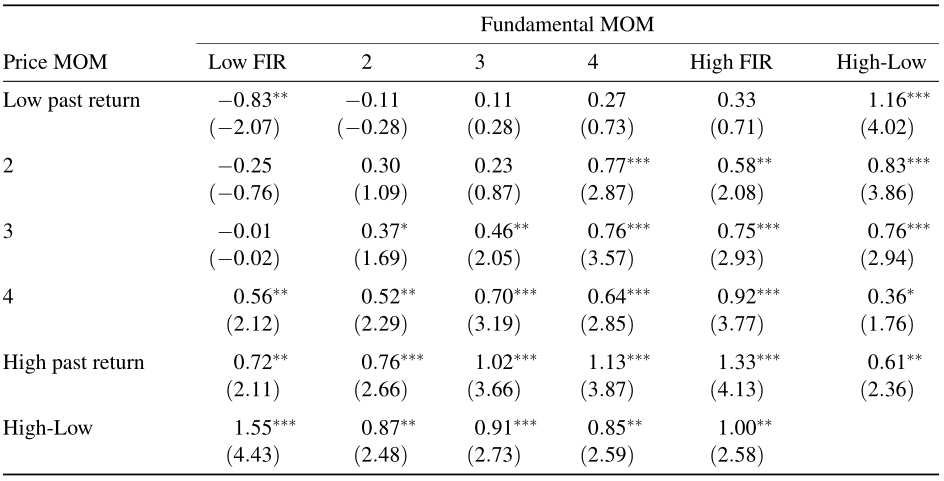 Fundamental MOM
Price MOM Low FIR 2 3 4 High FIR High-Low
Low past return −0.83** −0.11 0.11 0.27 0.33 1.16***
(−2.07) (−0.28) (0.28) (0.73) (0.71) (4.02)
2 −0.25 0.30 0.23 0.77*** 0.58** 0.83***
(−0.76) (1.09) (0.87) (2.87) (2.08) (3.86)
3 −0.01 0.37* 0.46** 0.76*** 0.75*** 0.76***
(−0.02) (1.69) (2.05) (3.57) (2.93) (2.94)
4 0.56** 0.52** 0.70*** 0.64*** 0.92*** 0.36*
(2.12) (2.29) (3.19) (2.85) (3.77) (1.76)
High past return 0.72** 0.76*** 1.02*** 1.13*** 1.33*** 0.61**
(2.11) (2.66) (3.66) (3.87) (4.13) (2.36)
High-Low 1.55*** 0.87** 0.91*** 0.85** 1.00**
(4.43) (2.48) (2.73) (2.59) (2.58)